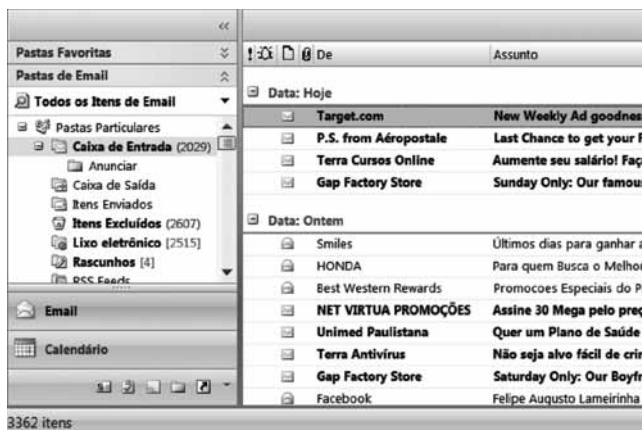 «
Pastas Favoritas
Pastas de Email
Todos os Itens de Email
Pastas Particulares
Caixa de Entrada (2029)
Anunciar
Caixa de Saída
Itens Enviados
Itens Excluídos (2607)
Lixo eletrônico [2515]
Rascunhos [4]
RSS Feeds
Email
Calendário
3362 itens
! De Assunto
Data: Hoje
Target.com New Weekly Ad goodness
P.S. from Aéropostale Last Chance to get your
Terra Cursos Online Aumente seu salário! Faç
Gap Factory Store Sunday Only: Our famou
Data: Ontem
Smiles Últimos dias para ganhar
HONDA Para quem Busca o Melho
Best Western Rewards Promocoes Especiais do P
NET VIRTUA PROMOÇÕES Assine 30 Mega pelo preç
Unimed Paulistana Quer um Plano de Saúde
Terra Antivírus Não seja alvo fácil de crim
Gap Factory Store Saturday Only: Our Boyfr
Facebook Felipe Augusto Lameirinha